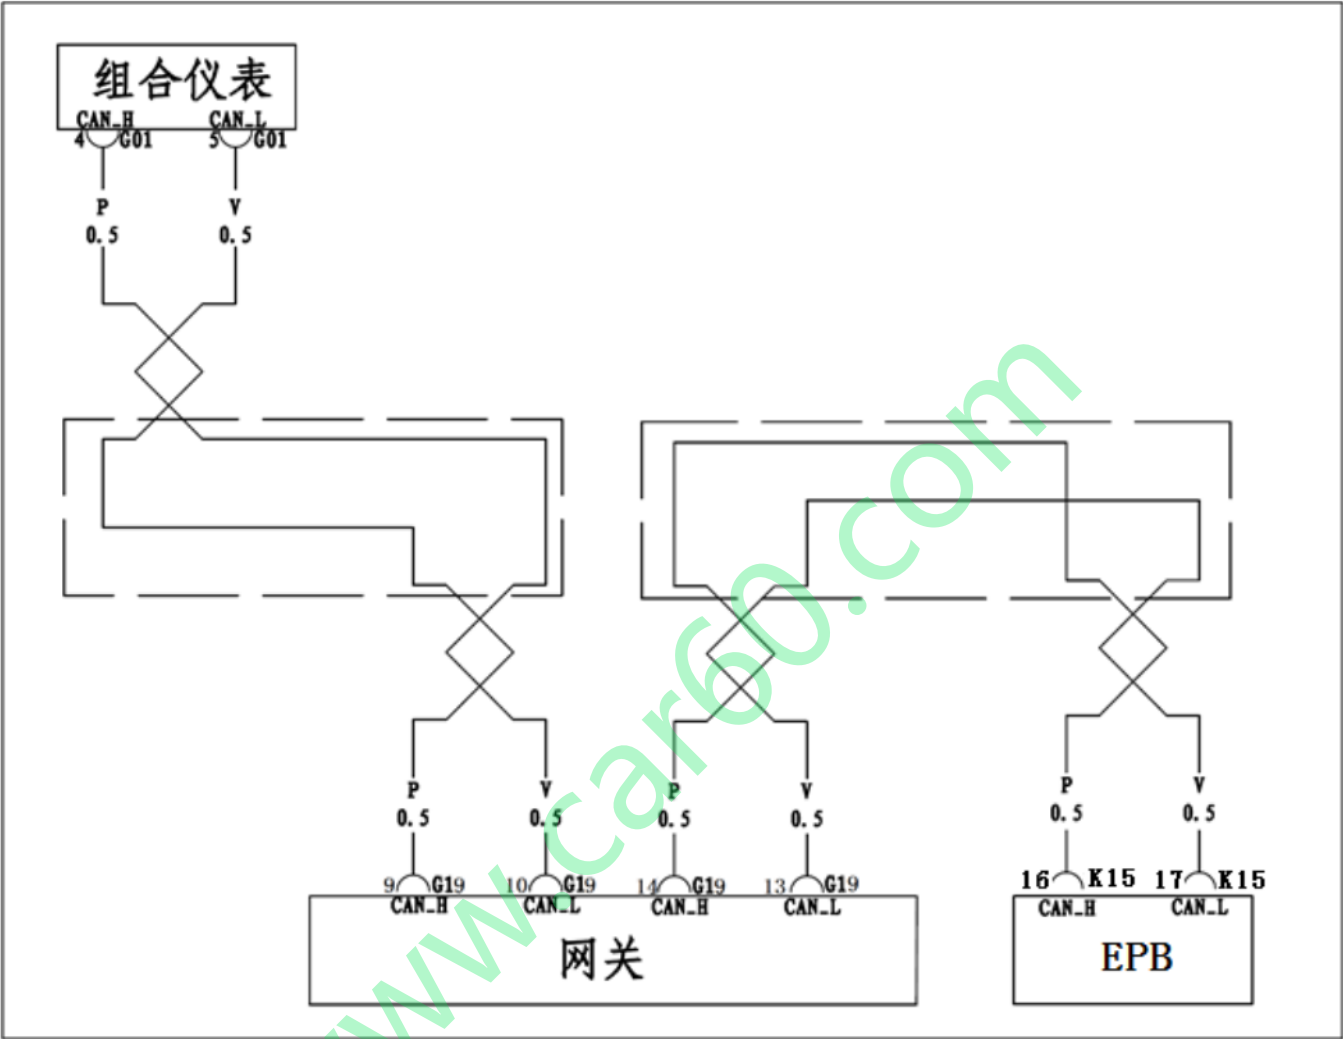 组合仪表
CAN_H CAN_L
4 G01 5 G01
P V
0.5 0.5
P V P V P V
0.5 0.5 0.5 0.5 0.5 0.5
9 G19 10 G19 14 G19 13 G19 16 K15 17 K15
CAN_H CAN_L CAN_H CAN_L CAN_H CAN_L
网关 EPB
www.car60.com